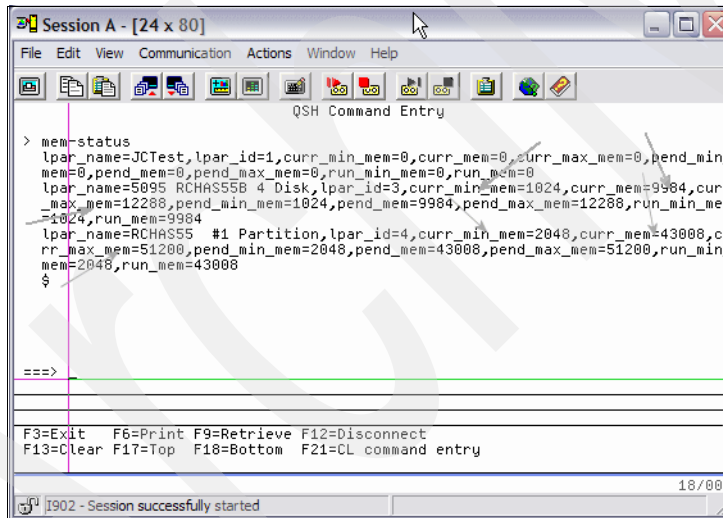 Session A - [24 x 80]
File Edit View Communication Actions Window Help
QSH Command Entry
> mem-status
lpar_name=JCTest,lpar_id=1,curr_min_mem=0,curr_mem=0,curr_max_mem=0,pend_min
mem=0,pend_mem=0,pend_max_mem=0,run_min_mem=0,run_mem=0
lpar_name=5095 RCHAS55B 4 Disk,lpar_id=3,curr_min_mem=1024,curr_mem=9984,cur
_max_mem=12288,pend_min_mem=1024,pend_mem=9984,pend_max_mem=12288,run_min_me
=1024,run_mem=9984
lpar_name=RCHAS55 #1 Partition,lpar_id=4,curr_min_mem=2048,curr_mem=43008,c
rr_max_mem=51200,pend_min_mem=2048,pend_mem=43008,pend_max_mem=51200,run_min
mem=2048,run_mem=43008
$
===> _
F3=Exit F6=Print F9=Retrieve F12=Disconnect
F13=Clear F17=Top F18=Bottom F21=CL command entry
18/00
I902 - Session successfully started